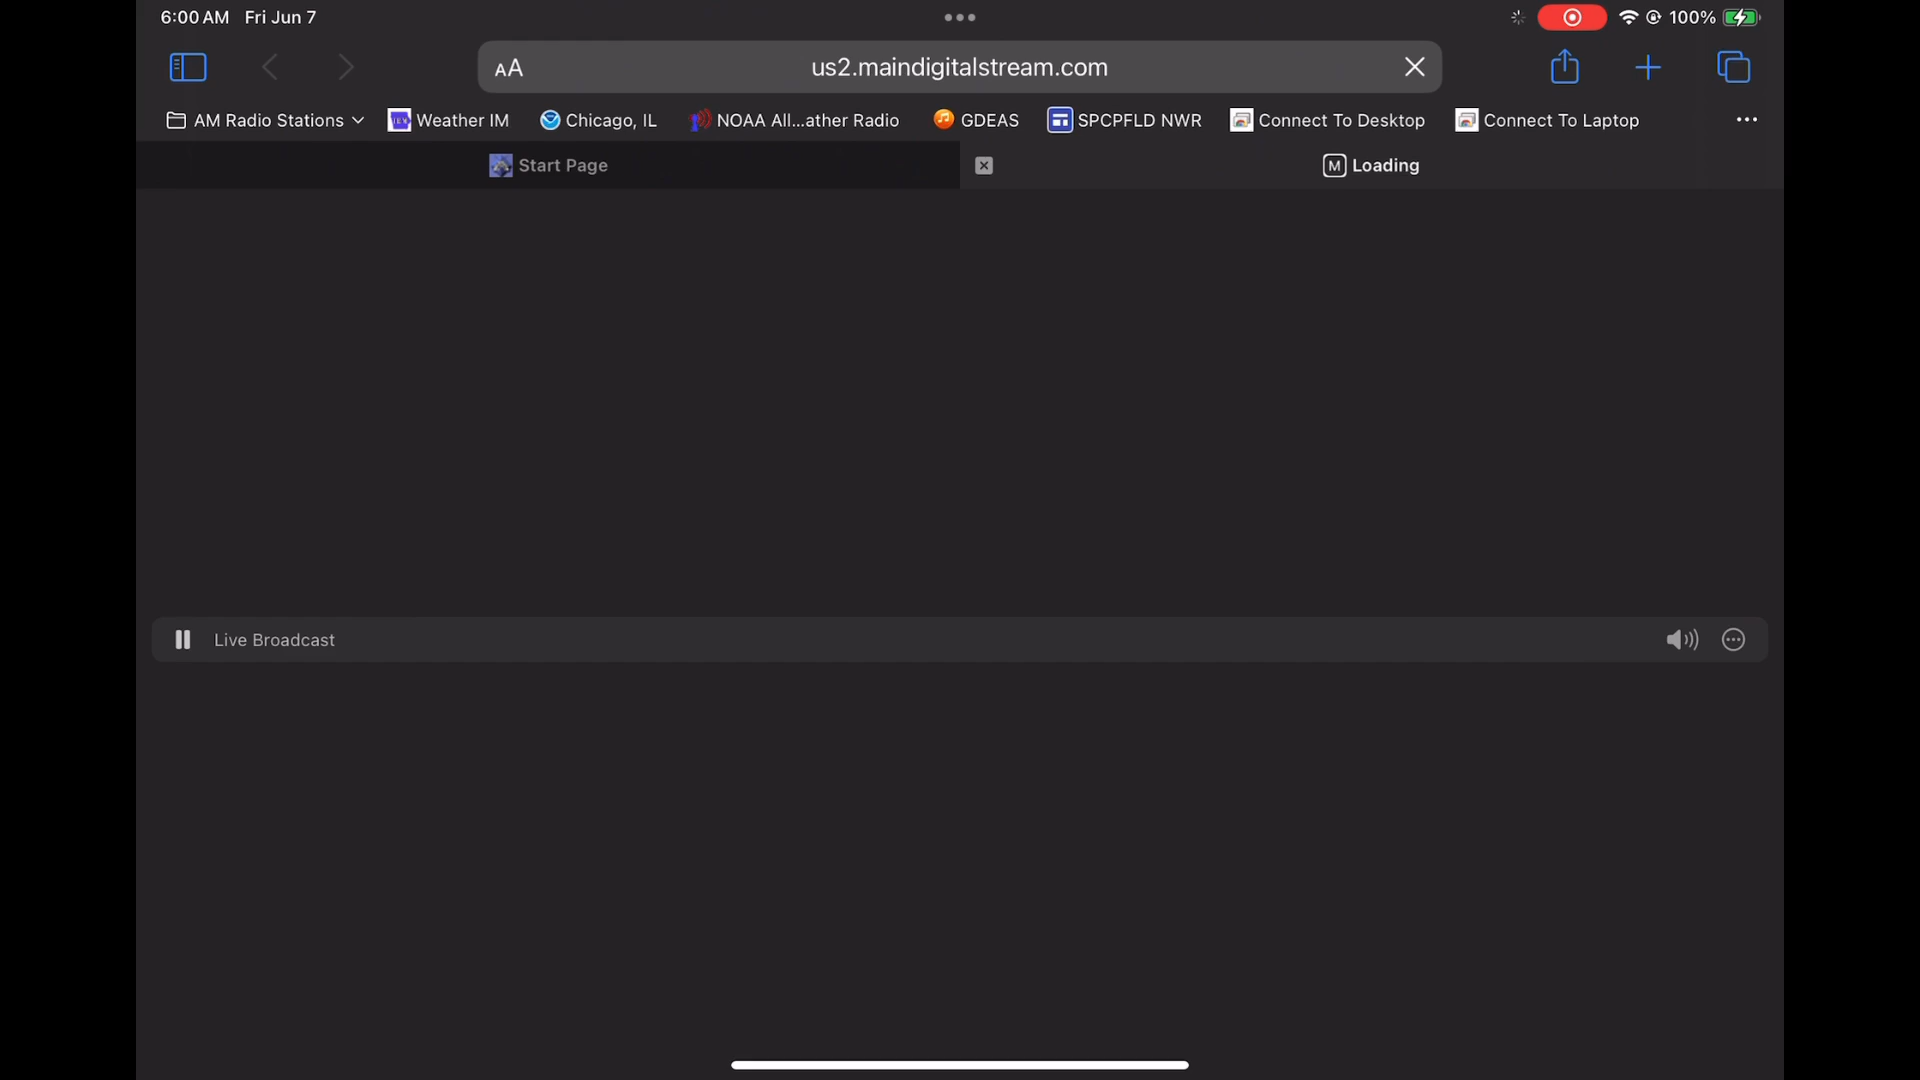 6:00 AM Fri Jun 7
100%
AA us2.maindigitalstream.com
AM Radio Stations Weather IM Chicago, IL NOAA All...ather Radio GDEAS SPCPFLD NWR Connect To Desktop Connect To Laptop
Start Page M Loading
Live Broadcast